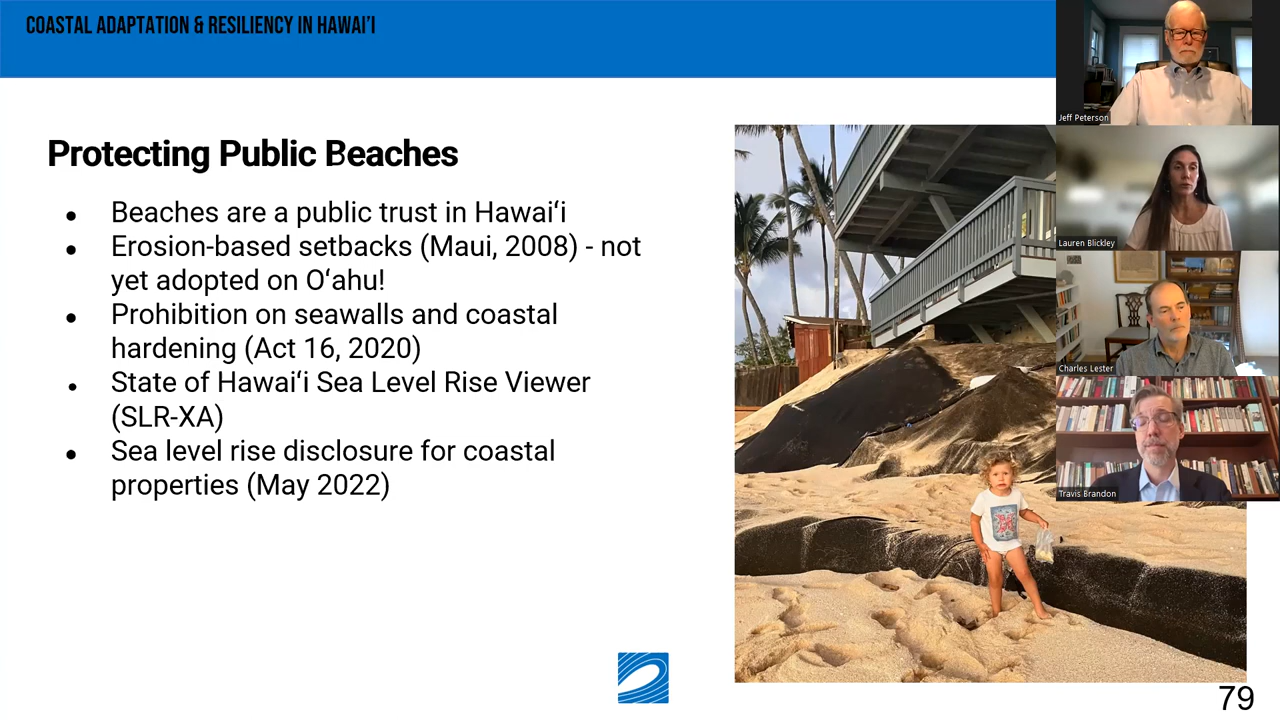 COASTAL ADAPTATION & RESILIENCY IN HAWAIʻI
Protecting Public Beaches
● Beaches are a public trust in Hawaiʻi
● Erosion-based setbacks (Maui, 2008) - not
yet adopted on Oʻahu!
● Prohibition on seawalls and coastal
hardening (Act 16, 2020)
● State of Hawaiʻi Sea Level Rise Viewer
(SLR-XA)
● Sea level rise disclosure for coastal
properties (May 2022)
Jeff Peterson
Lauren Blickley
Charles Lester
Travis Brandon
79